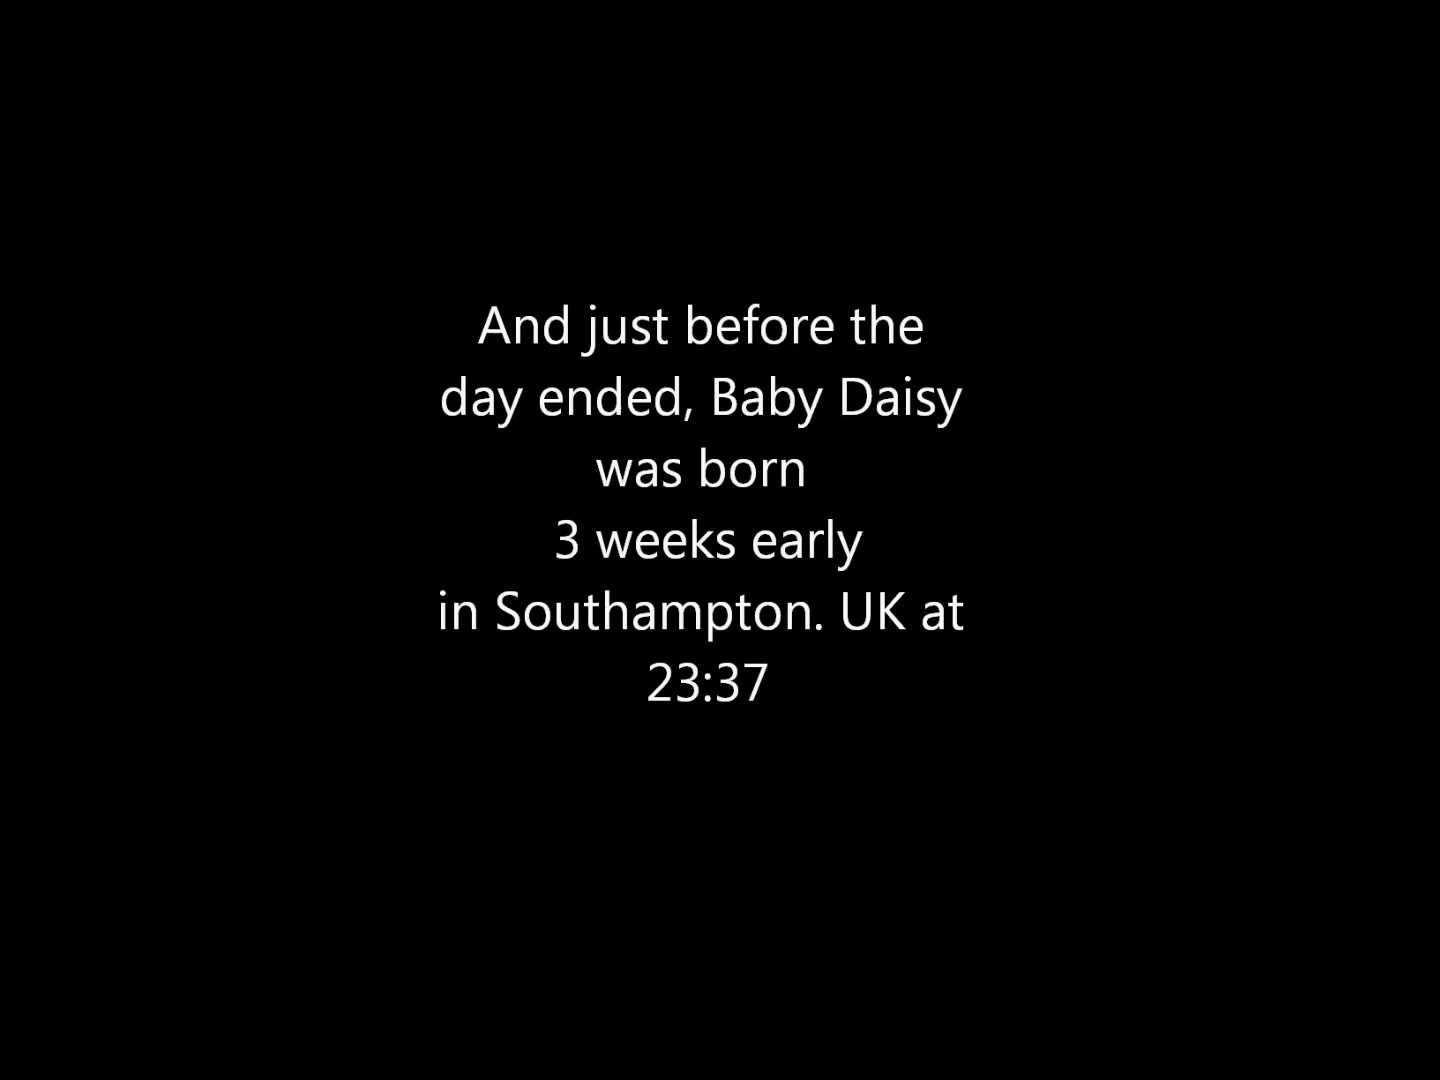 And just before the
day ended, Baby Daisy
was born
3 weeks early
in Southampton. UK at
23:37